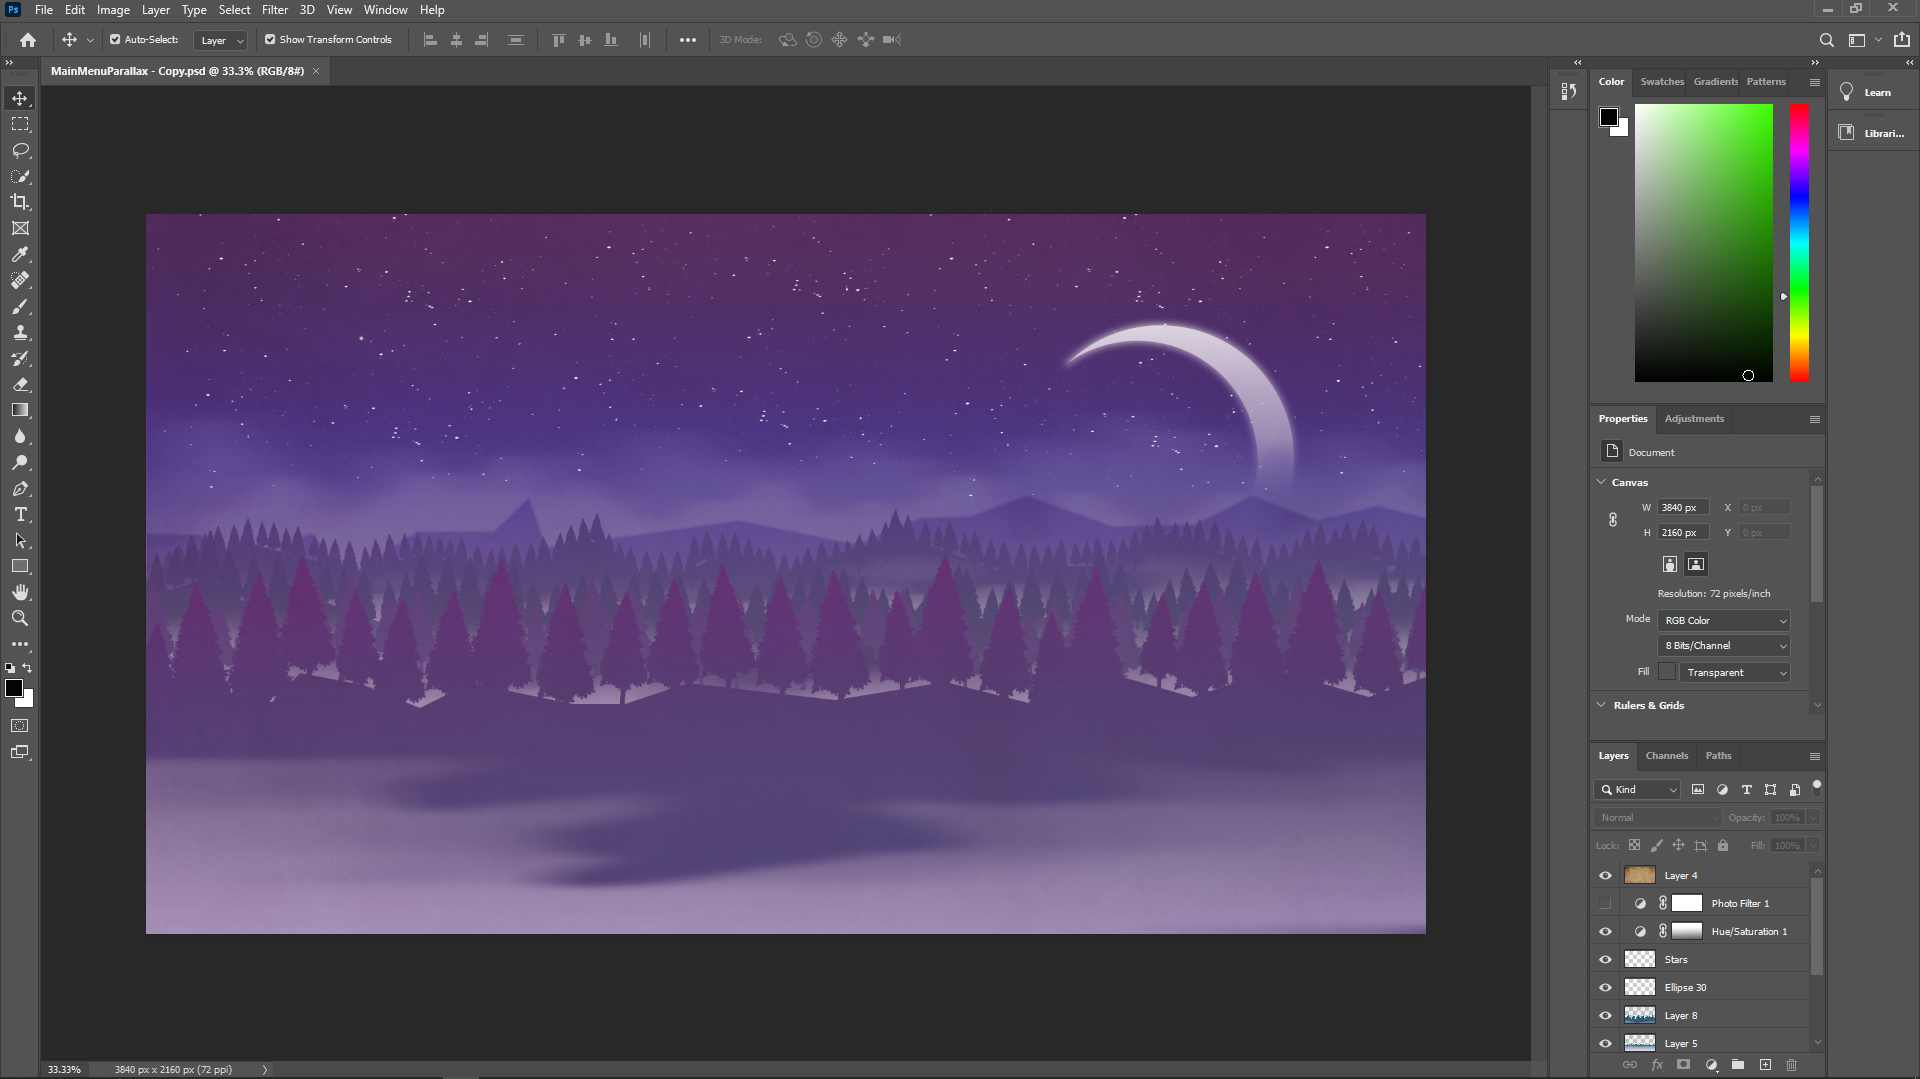 Ps File Edit Image Layer Type Select Filter 3D View Window Help
Auto-Select: Layer Show Transform Controls 3D Mode:
MainMenuParallax - Copy.psd @ 33.3% (RGB/8#)
Color Swatches Gradients Patterns
Learn
Librari...
Properties Adjustments
Document
Canvas
W 3840 px X 0 px
H 2160 px Y 0 px
Resolution: 72 pixels/inch
Mode RGB Color
8 Bits/Channel
Fill Transparent
Rulers & Grids
Layers Channels Paths
Kind
Normal Opacity: 100%
Lock: Fill: 100%
Layer 4
Photo Filter 1
Hue/Saturation 1
Stars
Ellipse 30
Layer 8
Layer 5
fx
33.33% 3840 px x 2160 px (72 ppi)